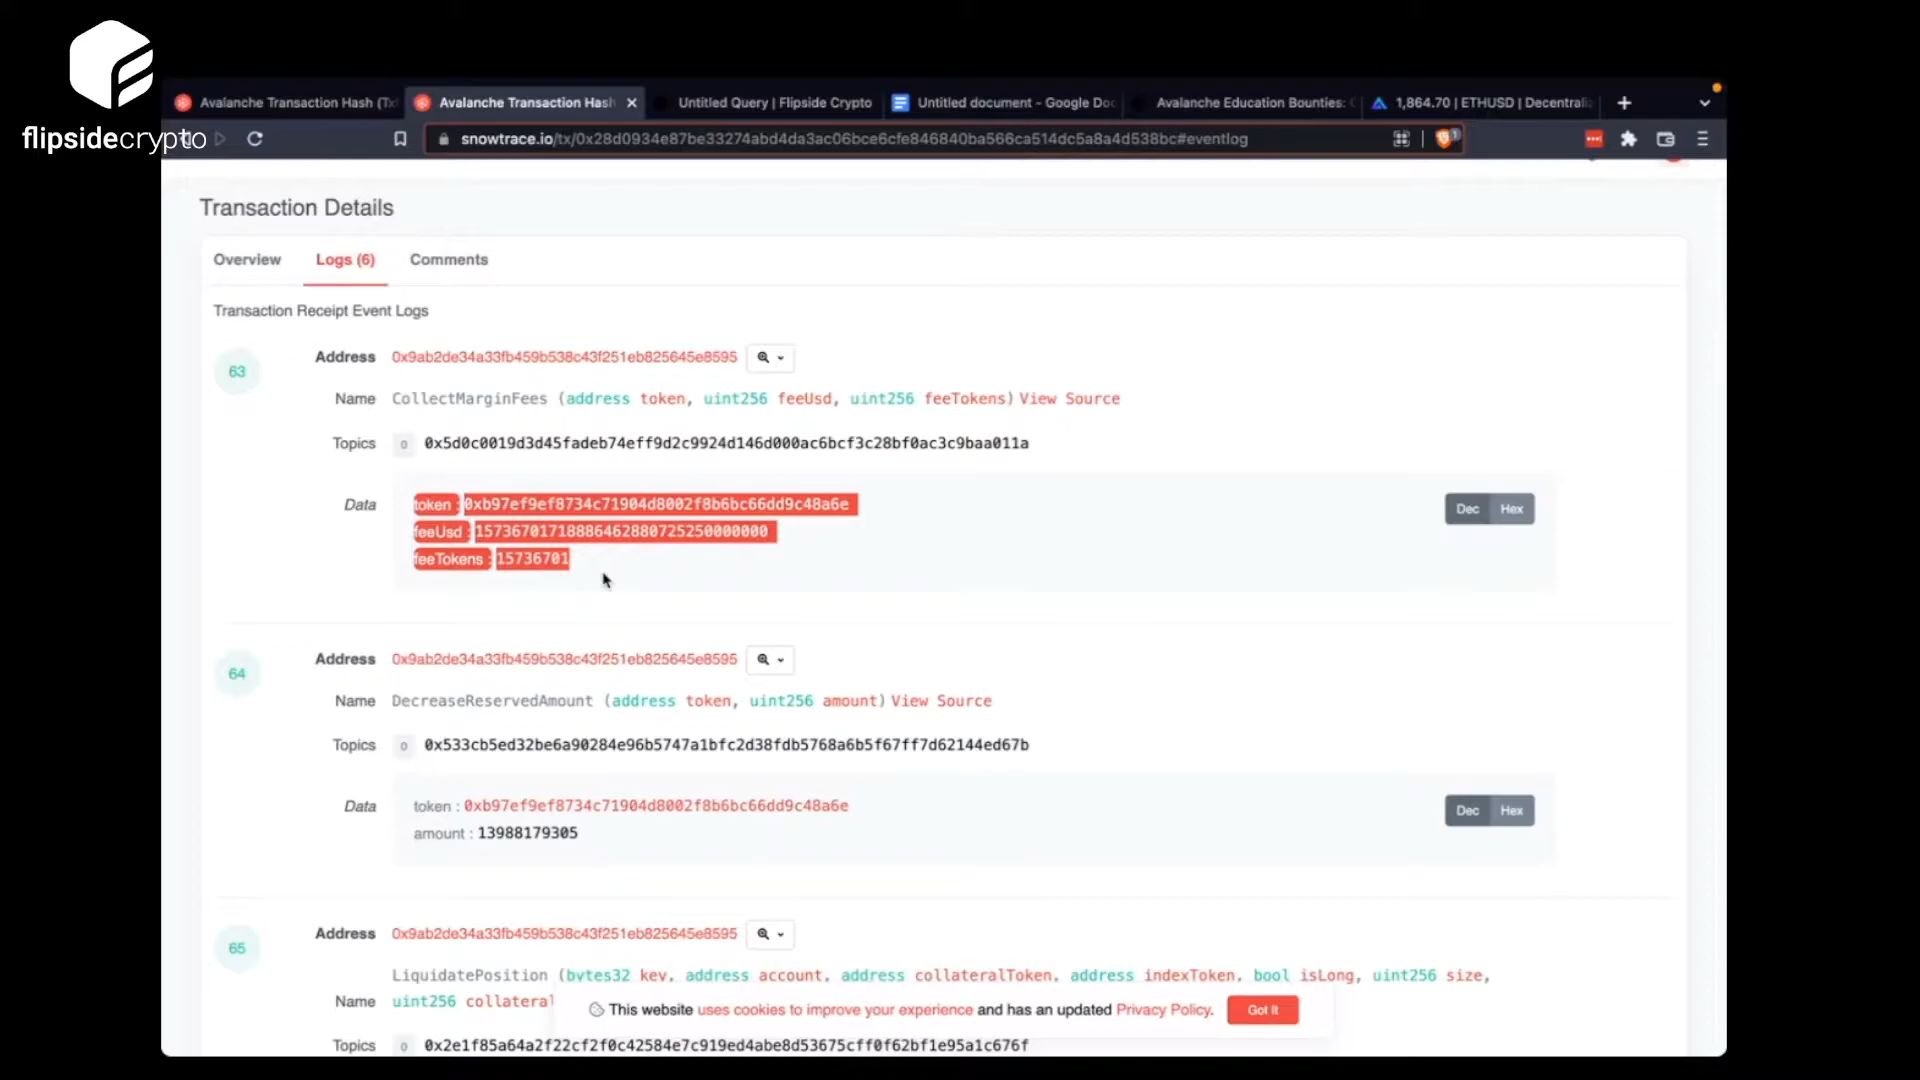 flipsidecrypto
Avalanche Transaction Hash (Tx
Avalanche Transaction Hash
Untitled Query | Flipside Crypto
Untitled document - Google Doc
Avalanche Education Bounties:
1,864.70 | ETHUSD | Decentrali
snowtrace.io/tx/0x28d0934e87be33274abd4da3ac06bce6cfe846840ba566ca514dc5a8a4d538bc#eventlog
Transaction Details
Overview
Logs (6)
Comments
Transaction Receipt Event Logs
63
Address 0x9ab2de34a33fb459b538c43f251eb825645e8595
Name CollectMarginFees (address token, uint256 feeUsd, uint256 feeTokens) View Source
Topics 0 0x5d0c0019d3d45fadeb74eff9d2c9924d146d000ac6bcf3c28bf0ac3c9baa011a
Data
token : 0xb97ef9ef8734c71904d8002f8b6bc66dd9c48a6e
feeUsd : 15736701718886462880725250000000
feeTokens : 15736701
Dec Hex
64
Address 0x9ab2de34a33fb459b538c43f251eb825645e8595
Name DecreaseReservedAmount (address token, uint256 amount) View Source
Topics 0 0x533cb5ed32be6a90284e96b5747a1bfc2d38fdb5768a6b5f67ff7d62144ed67b
Data
token : 0xb97ef9ef8734c71904d8002f8b6bc66dd9c48a6e
amount : 13988179305
Dec Hex
65
Address 0x9ab2de34a33fb459b538c43f251eb825645e8595
LiquidatePosition (bytes32 key, address account, address collateralToken, address indexToken, bool isLong, uint256 size,
Name uint256 collateral
This website uses cookies to improve your experience and has an updated Privacy Policy.
Got It
Topics 0 0x2e1f85a64a2f22cf2f0c42584e7c919ed4abe8d53675cff0f62bf1e95a1c676f